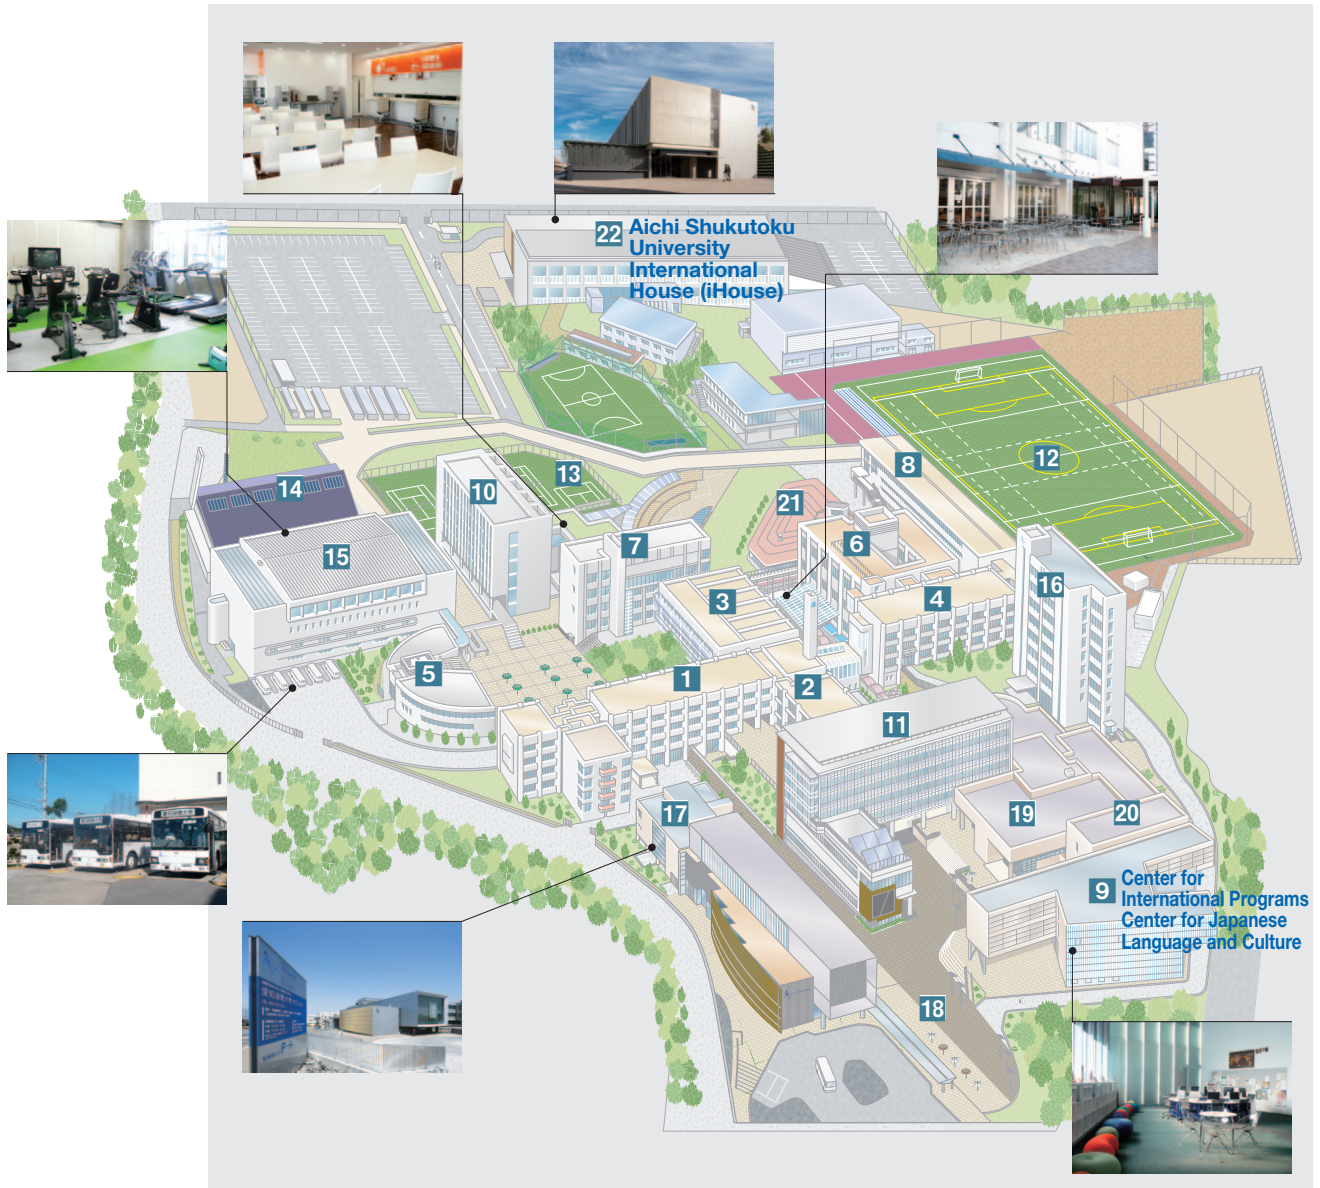 22
Aichi Shukutoku
University
International
House (iHouse)
8
12
14
10
13
21
15
7
6
3
4
16
5
1
2
11
17
19
20
9
Center for
International Programs
Center for Japanese
Language and Culture
18